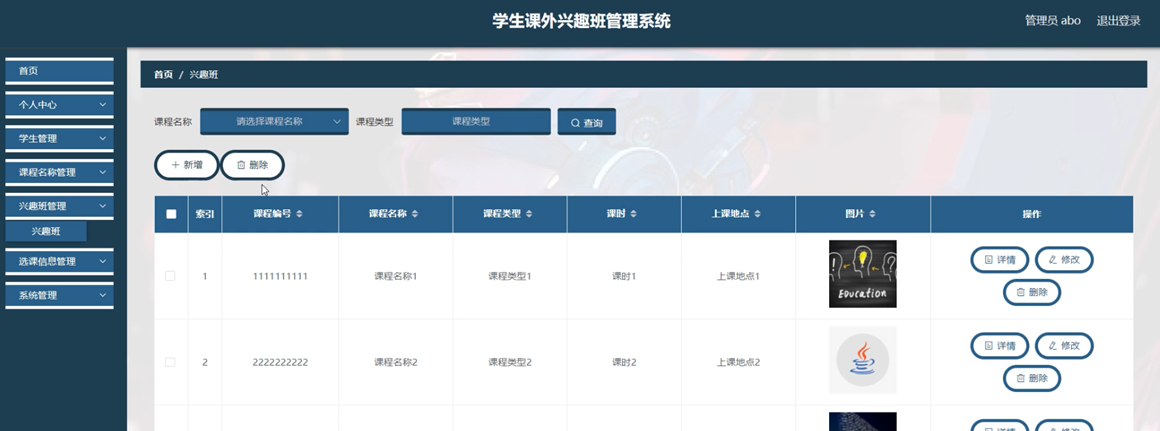 学生课外兴趣班管理系统
管理员 abo 退出登录
首页
个人中心
学生管理
课程名称管理
兴趣班管理
兴趣班
选课信息管理
系统管理
首页 / 兴趣班
课程名称 请选择课程名称 课程类型 课程类型 查询
新增 删除
索引 课程编号 课程名称 课程类型 课时 上课地点 图片 操作
1 1111111111 课程名称1 课程类型1 课时1 上课地点1 EDUCATION 详情 修改
删除
2 2222222222 课程名称2 课程类型2 课时2 上课地点2 详情 修改
删除
详情 修改